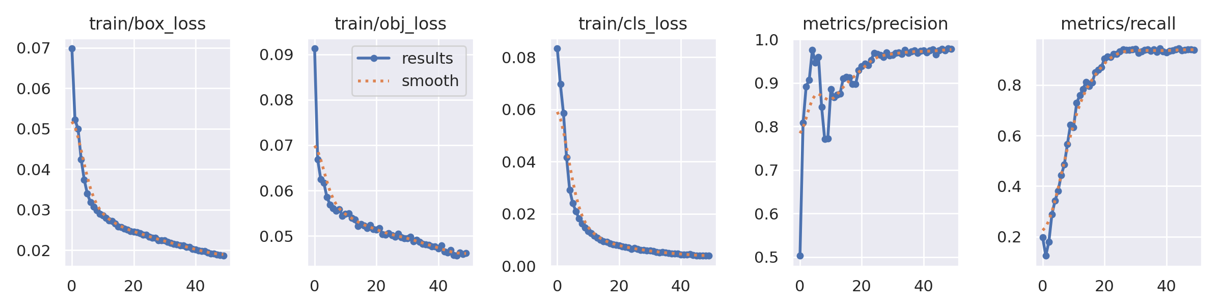 train/box_loss
0.07
0.06
0.05
0.04
0.03
0.02
0 20 40
train/obj_loss
results
smooth
0.09
0.08
0.07
0.06
0.05
0 20 40
train/cls_loss
0.08
0.06
0.04
0.02
0.00
0 20 40
metrics/precision
1.0
0.9
0.8
0.7
0.6
0.5
0 20 40
metrics/recall
0.8
0.6
0.4
0.2
0 20 40